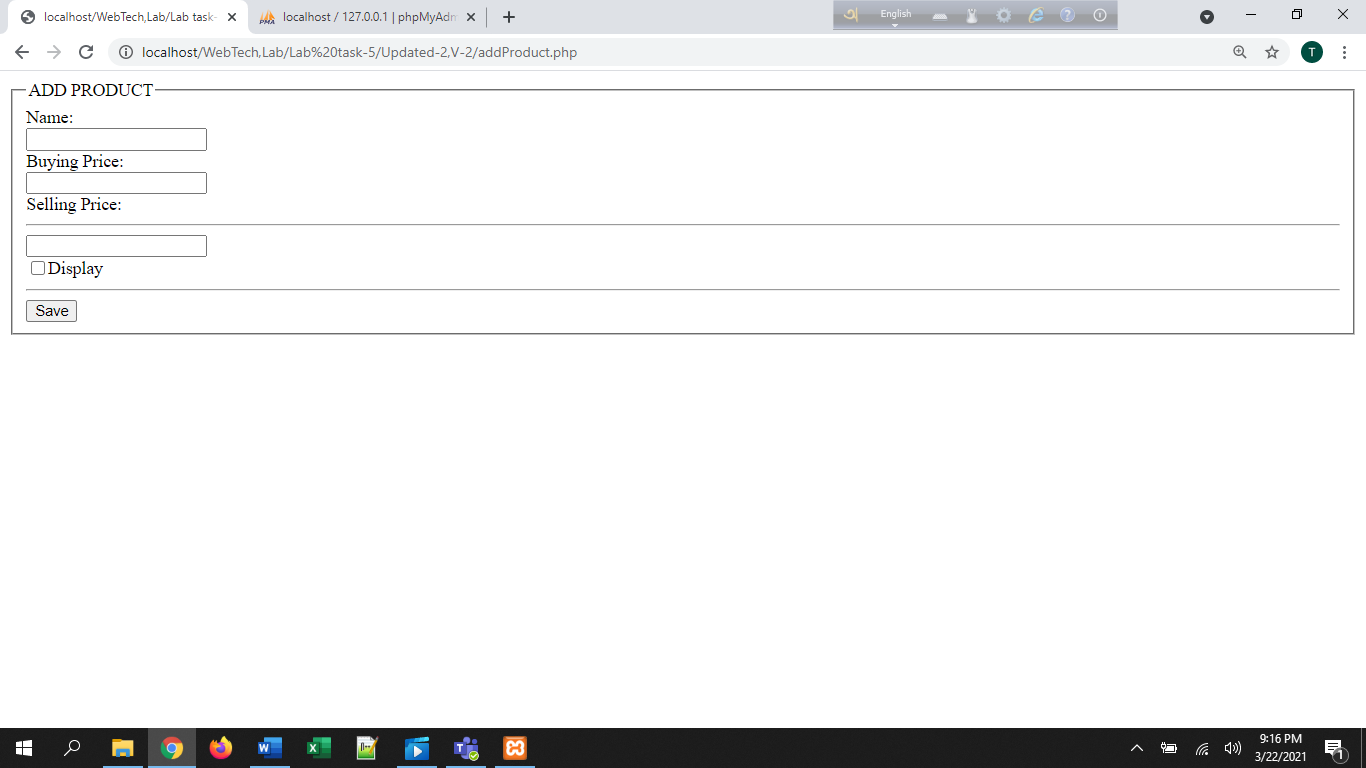 localhost/WebTech,Lab/Lab task-
localhost / 127.0.0.1 | phpMyAdm
English
localhost/WebTech,Lab/Lab%20task-5/Updated-2,V-2/addProduct.php
T
ADD PRODUCT
Name:
Buying Price:
Selling Price:
Display
Save
9:16 PM
3/22/2021
1